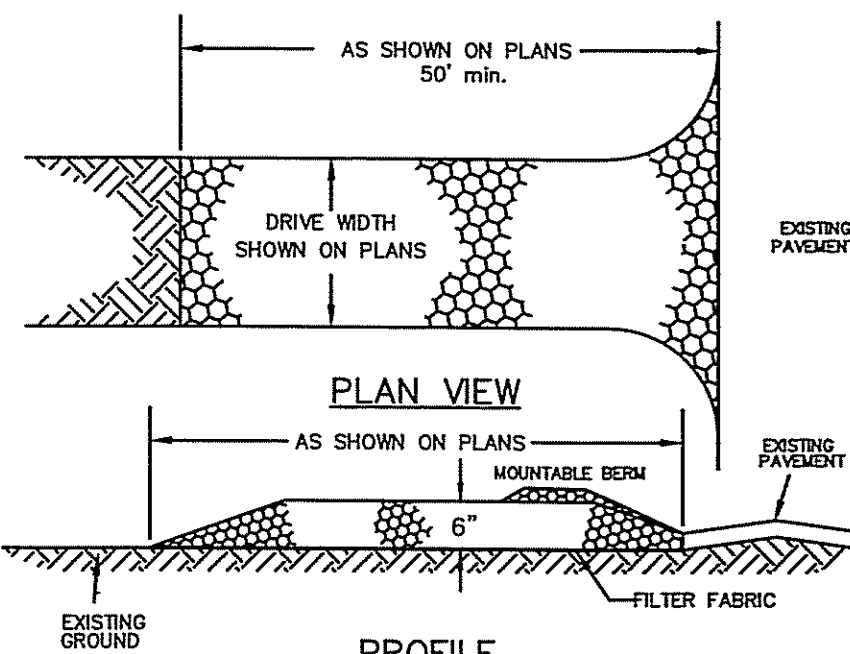 AS SHOWN ON PLANS
50' min.
DRIVE WIDTH
SHOWN ON PLANS
EXISTING
PAVEMENT
PLAN VIEW
AS SHOWN ON PLANS
MOUNTABLE BERM
EXISTING
PAVEMENT
6"
FILTER FABRIC
EXISTING
GROUND
PROFILE